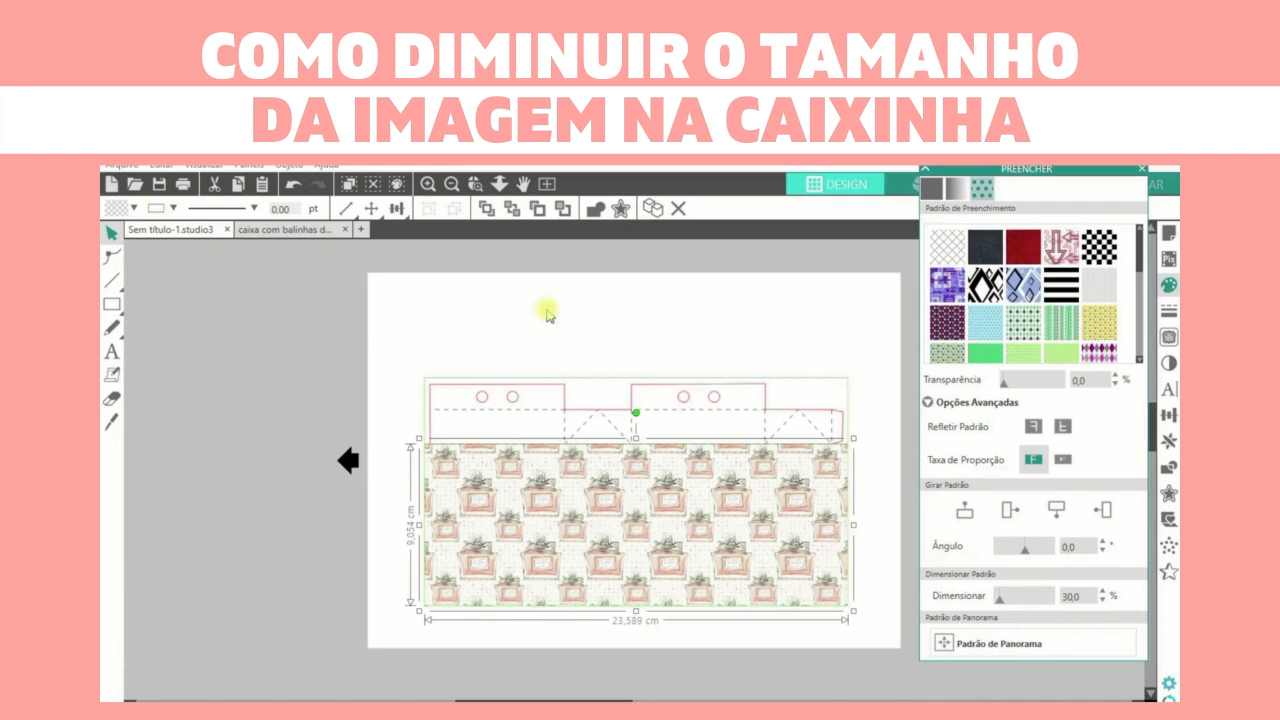 COMO DIMINUIR O TAMANHO
DA IMAGEM NA CAIXINHA
PREENCHER
DESIGN
AR
0,00 pt
Padrão de Preenchimento
Sem título-1.studio3 × caixa com balinhas d... × +
Pix
Transparência 0,0 %
Opções Avançadas
Refletir Padrão
Taxa de Proporção
Girar Padrão
Ângulo 0,0 °
Dimensionar Padrão
Dimensionar 30,0 %
Padrão de Panorama
Padrão de Panorama
9,054 cm
23,589 cm